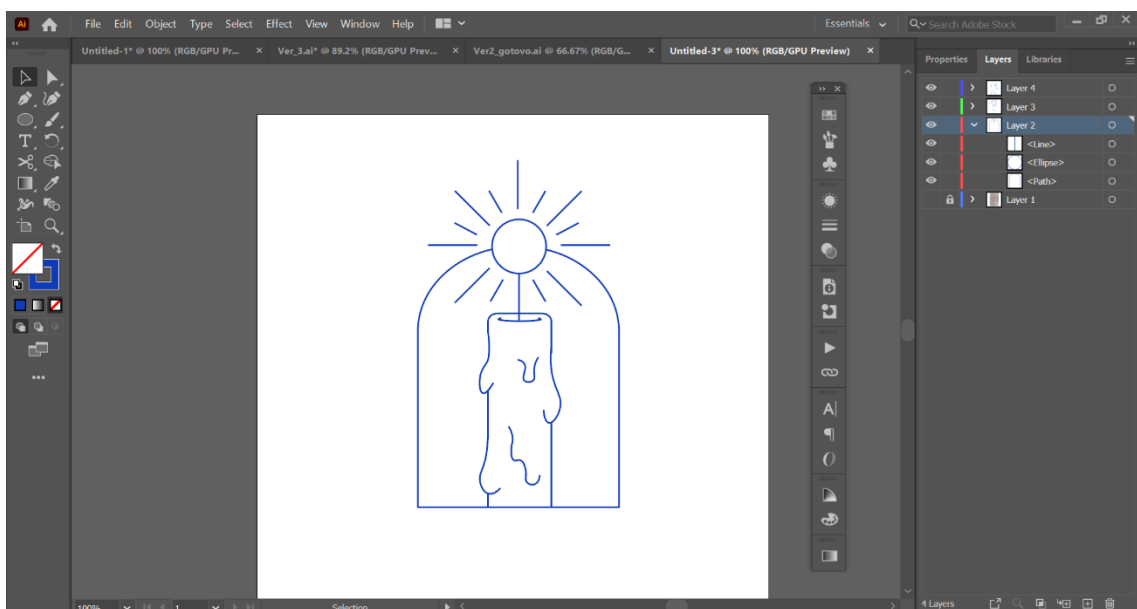 Ai File Edit Object Type Select Effect View Window Help Essentials Search Adobe Stock
Untitled-1* @ 100% (RGB/GPU Pr... × Ver_3.ai* @ 89.2% (RGB/GPU Prev... × Ver2_gotovo.ai @ 66.67% (RGB/G... × Untitled-3* @ 100% (RGB/GPU Preview) ×
Properties Layers Libraries
Layer 4
Layer 3
Layer 2
<Line>
<Ellipse>
<Path>
Layer 1
100% 1 Selection
4 Layers